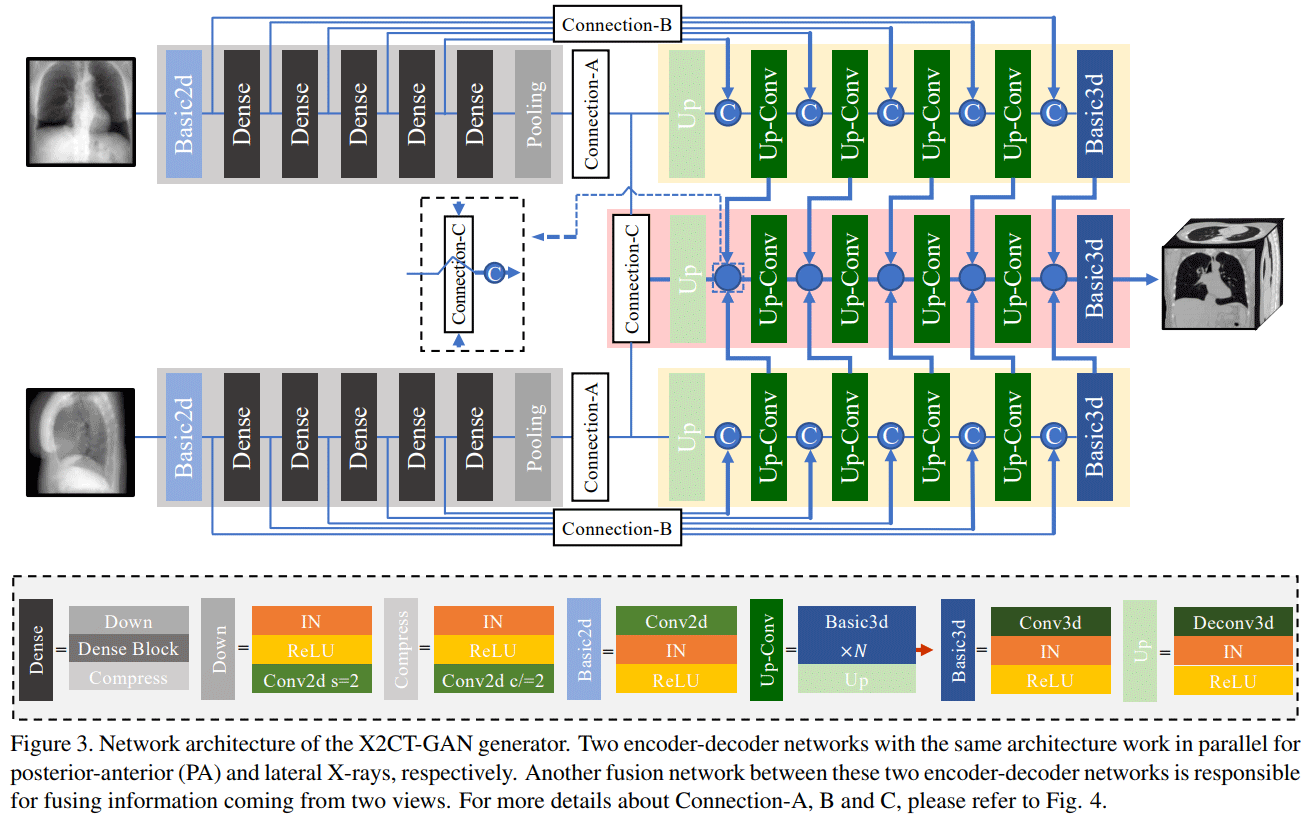 Connection-B
Basic2d
Dense
Dense
Dense
Dense
Dense
Pooling
Connection-A
Up
C
Up-Conv
C
Up-Conv
C
Up-Conv
C
Up-Conv
C
Basic3d
Connection-C
C
Connection-C
Up
Up-Conv
Up-Conv
Up-Conv
Up-Conv
Basic3d
Basic2d
Dense
Dense
Dense
Dense
Dense
Pooling
Connection-A
Up
C
Up-Conv
C
Up-Conv
C
Up-Conv
C
Up-Conv
C
Basic3d
Connection-B
Dense
=
Down
Dense Block
Compress
Down
=
IN
ReLU
Conv2d s=2
Compress
=
IN
ReLU
Conv2d c/=2
Basic2d
=
Conv2d
IN
ReLU
Up-Conv
=
Basic3d
×N
Up
Basic3d
=
Conv3d
IN
ReLU
Up
=
Deconv3d
IN
ReLU
Figure 3. Network architecture of the X2CT-GAN generator. Two encoder-decoder networks with the same architecture work in parallel for
posterior-anterior (PA) and lateral X-rays, respectively. Another fusion network between these two encoder-decoder networks is responsible
for fusing information coming from two views. For more details about Connection-A, B and C, please refer to Fig. 4.